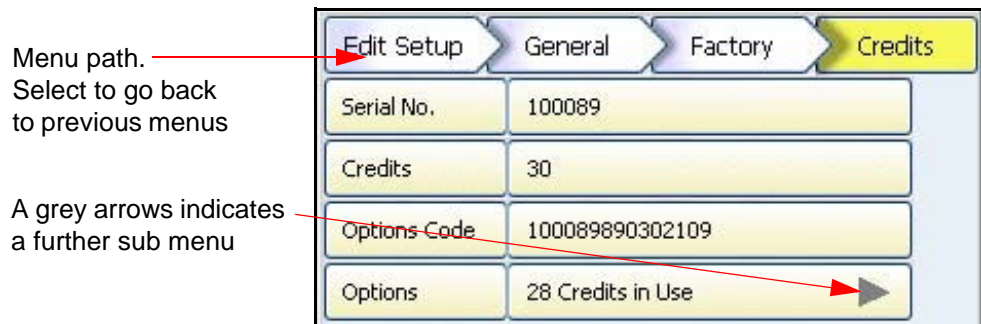 Menu path.
Select to go back
to previous menus
A grey arrows indicates
a further sub menu
Edit Setup General Factory Credits
Serial No. 100089
Credits 30
Options Code 100089890302109
Options 28 Credits in Use